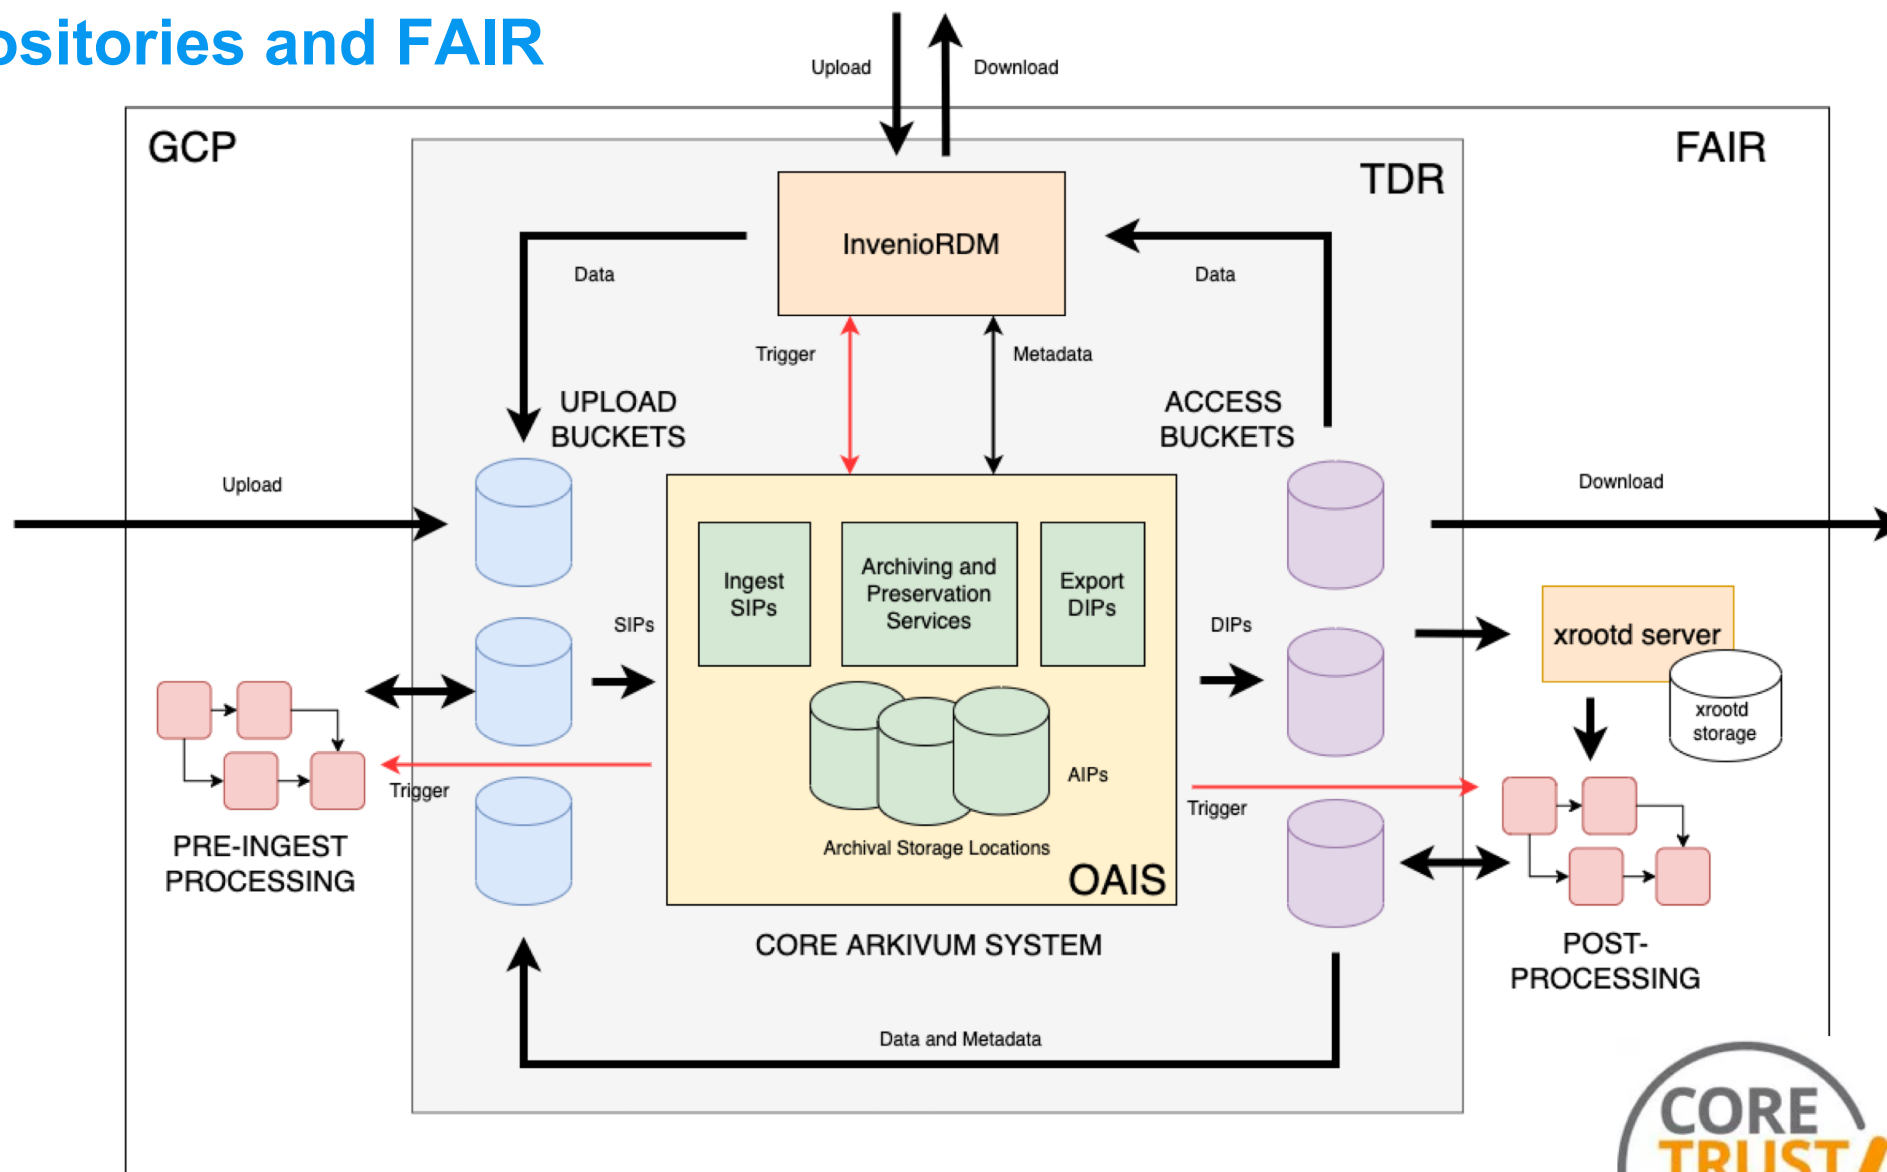 ositories and FAIR
Upload
Download
GCP
FAIR
TDR
InvenioRDM
Data
Data
Trigger
Metadata
UPLOAD
BUCKETS
ACCESS
BUCKETS
Upload
Download
Ingest
SIPs
Archiving and
Preservation
Services
Export
DIPs
SIPs
DIPs
xrootd server
xrootd
storage
Trigger
AIPs
Trigger
Archival Storage Locations
OAIS
PRE-INGEST
PROCESSING
CORE ARKIVUM SYSTEM
POST-
PROCESSING
Data and Metadata
CORE
TRUST